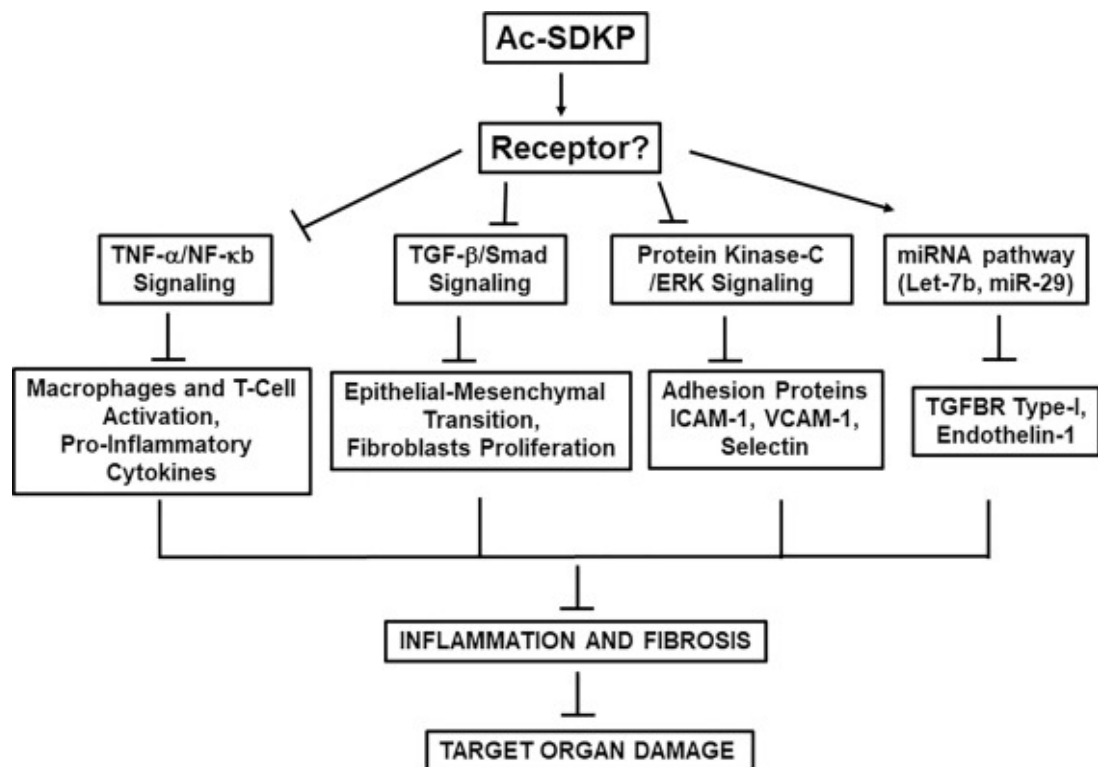 Ac-SDKP
Receptor?
TNF-α/NF-κb
Signaling
TGF-β/Smad
Signaling
Protein Kinase-C
/ERK Signaling
miRNA pathway
(Let-7b, miR-29)
Macrophages and T-Cell
Activation,
Pro-Inflammatory
Cytokines
Epithelial-Mesenchymal
Transition,
Fibroblasts Proliferation
Adhesion Proteins
ICAM-1, VCAM-1,
Selectin
TGFBR Type-I,
Endothelin-1
INFLAMMATION AND FIBROSIS
TARGET ORGAN DAMAGE